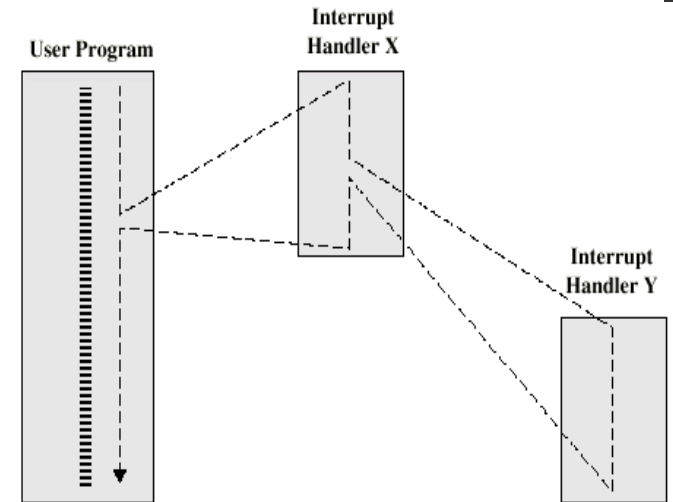 Interrupt
Handler X
User Program
Interrupt
Handler Y